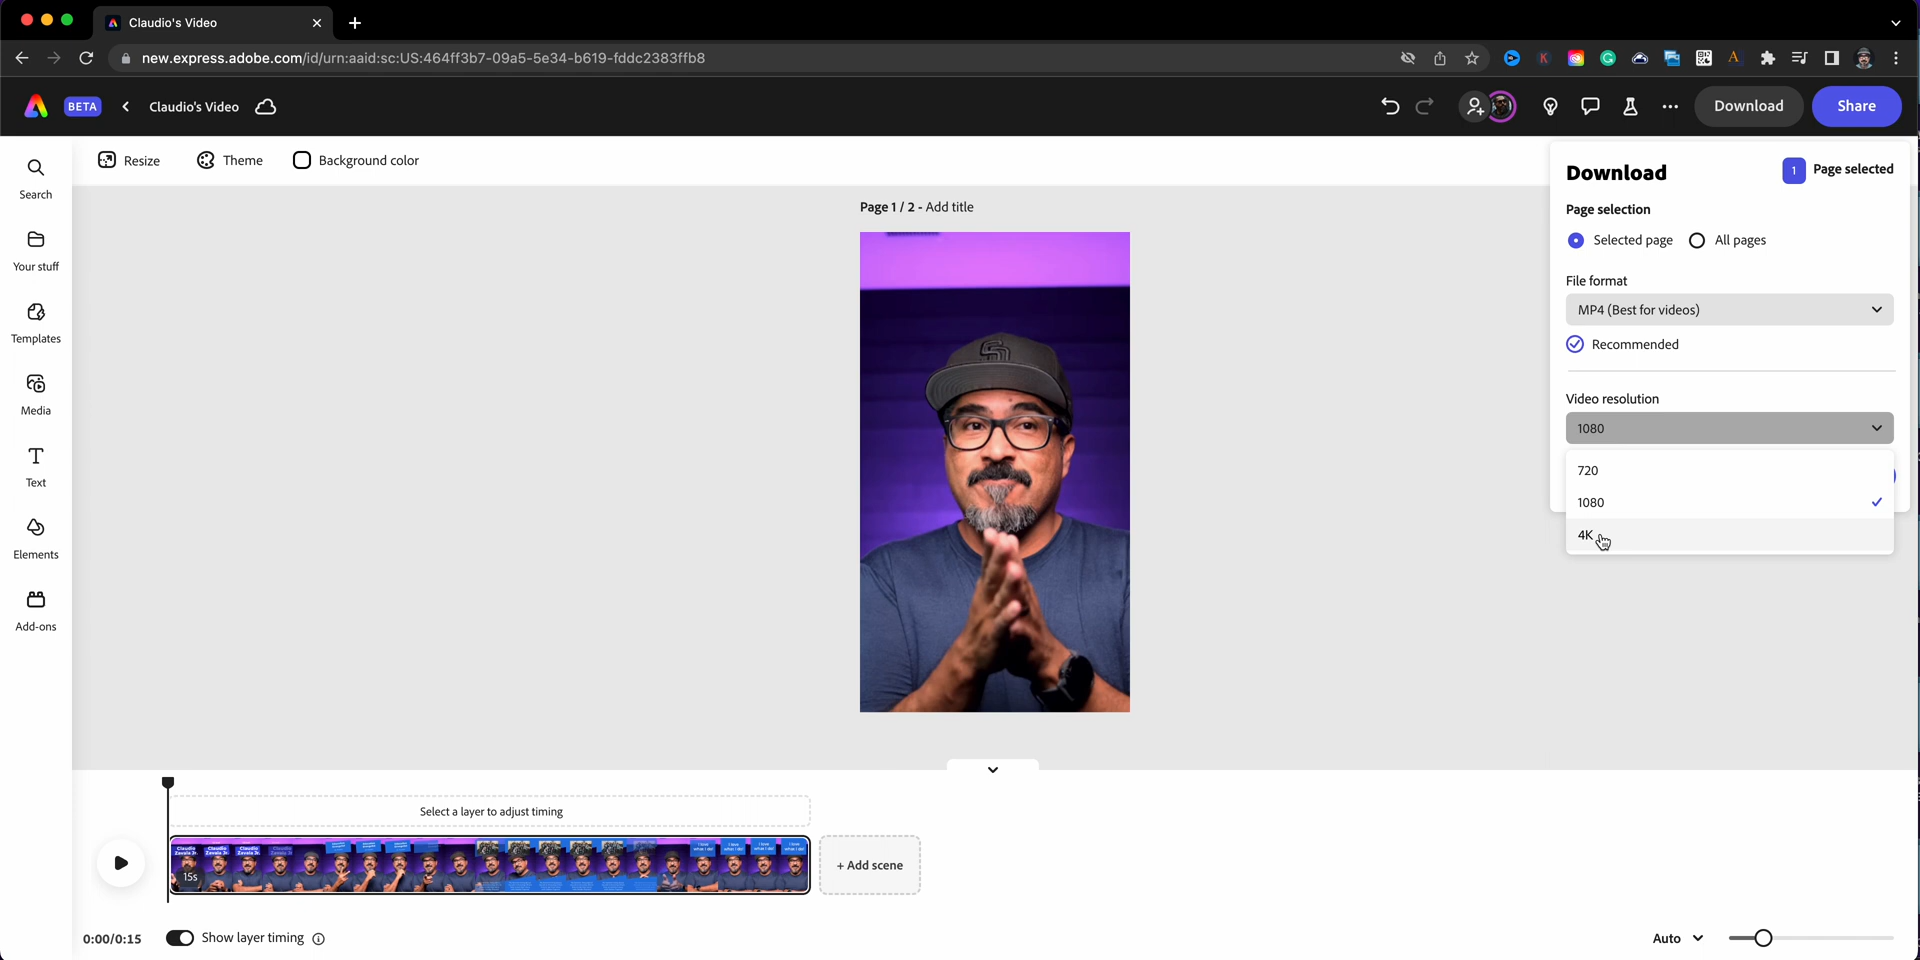 Claudio's Video
new.express.adobe.com/id/urn:aaid:sc:US:464ff3b7-09a5-5e34-b619-fddc2383ffb8
BETA
Claudio's Video
Download
Share
Resize
Theme
Background color
Search
Your stuff
Templates
Media
Text
Elements
Add-ons
Page 1 / 2 - Add title
Download
1
Page selected
Page selection
Selected page
All pages
File format
MP4 (Best for videos)
Recommended
Video resolution
1080
720
1080
4K
Select a layer to adjust timing
15s
+ Add scene
0:00/0:15
Show layer timing
Auto